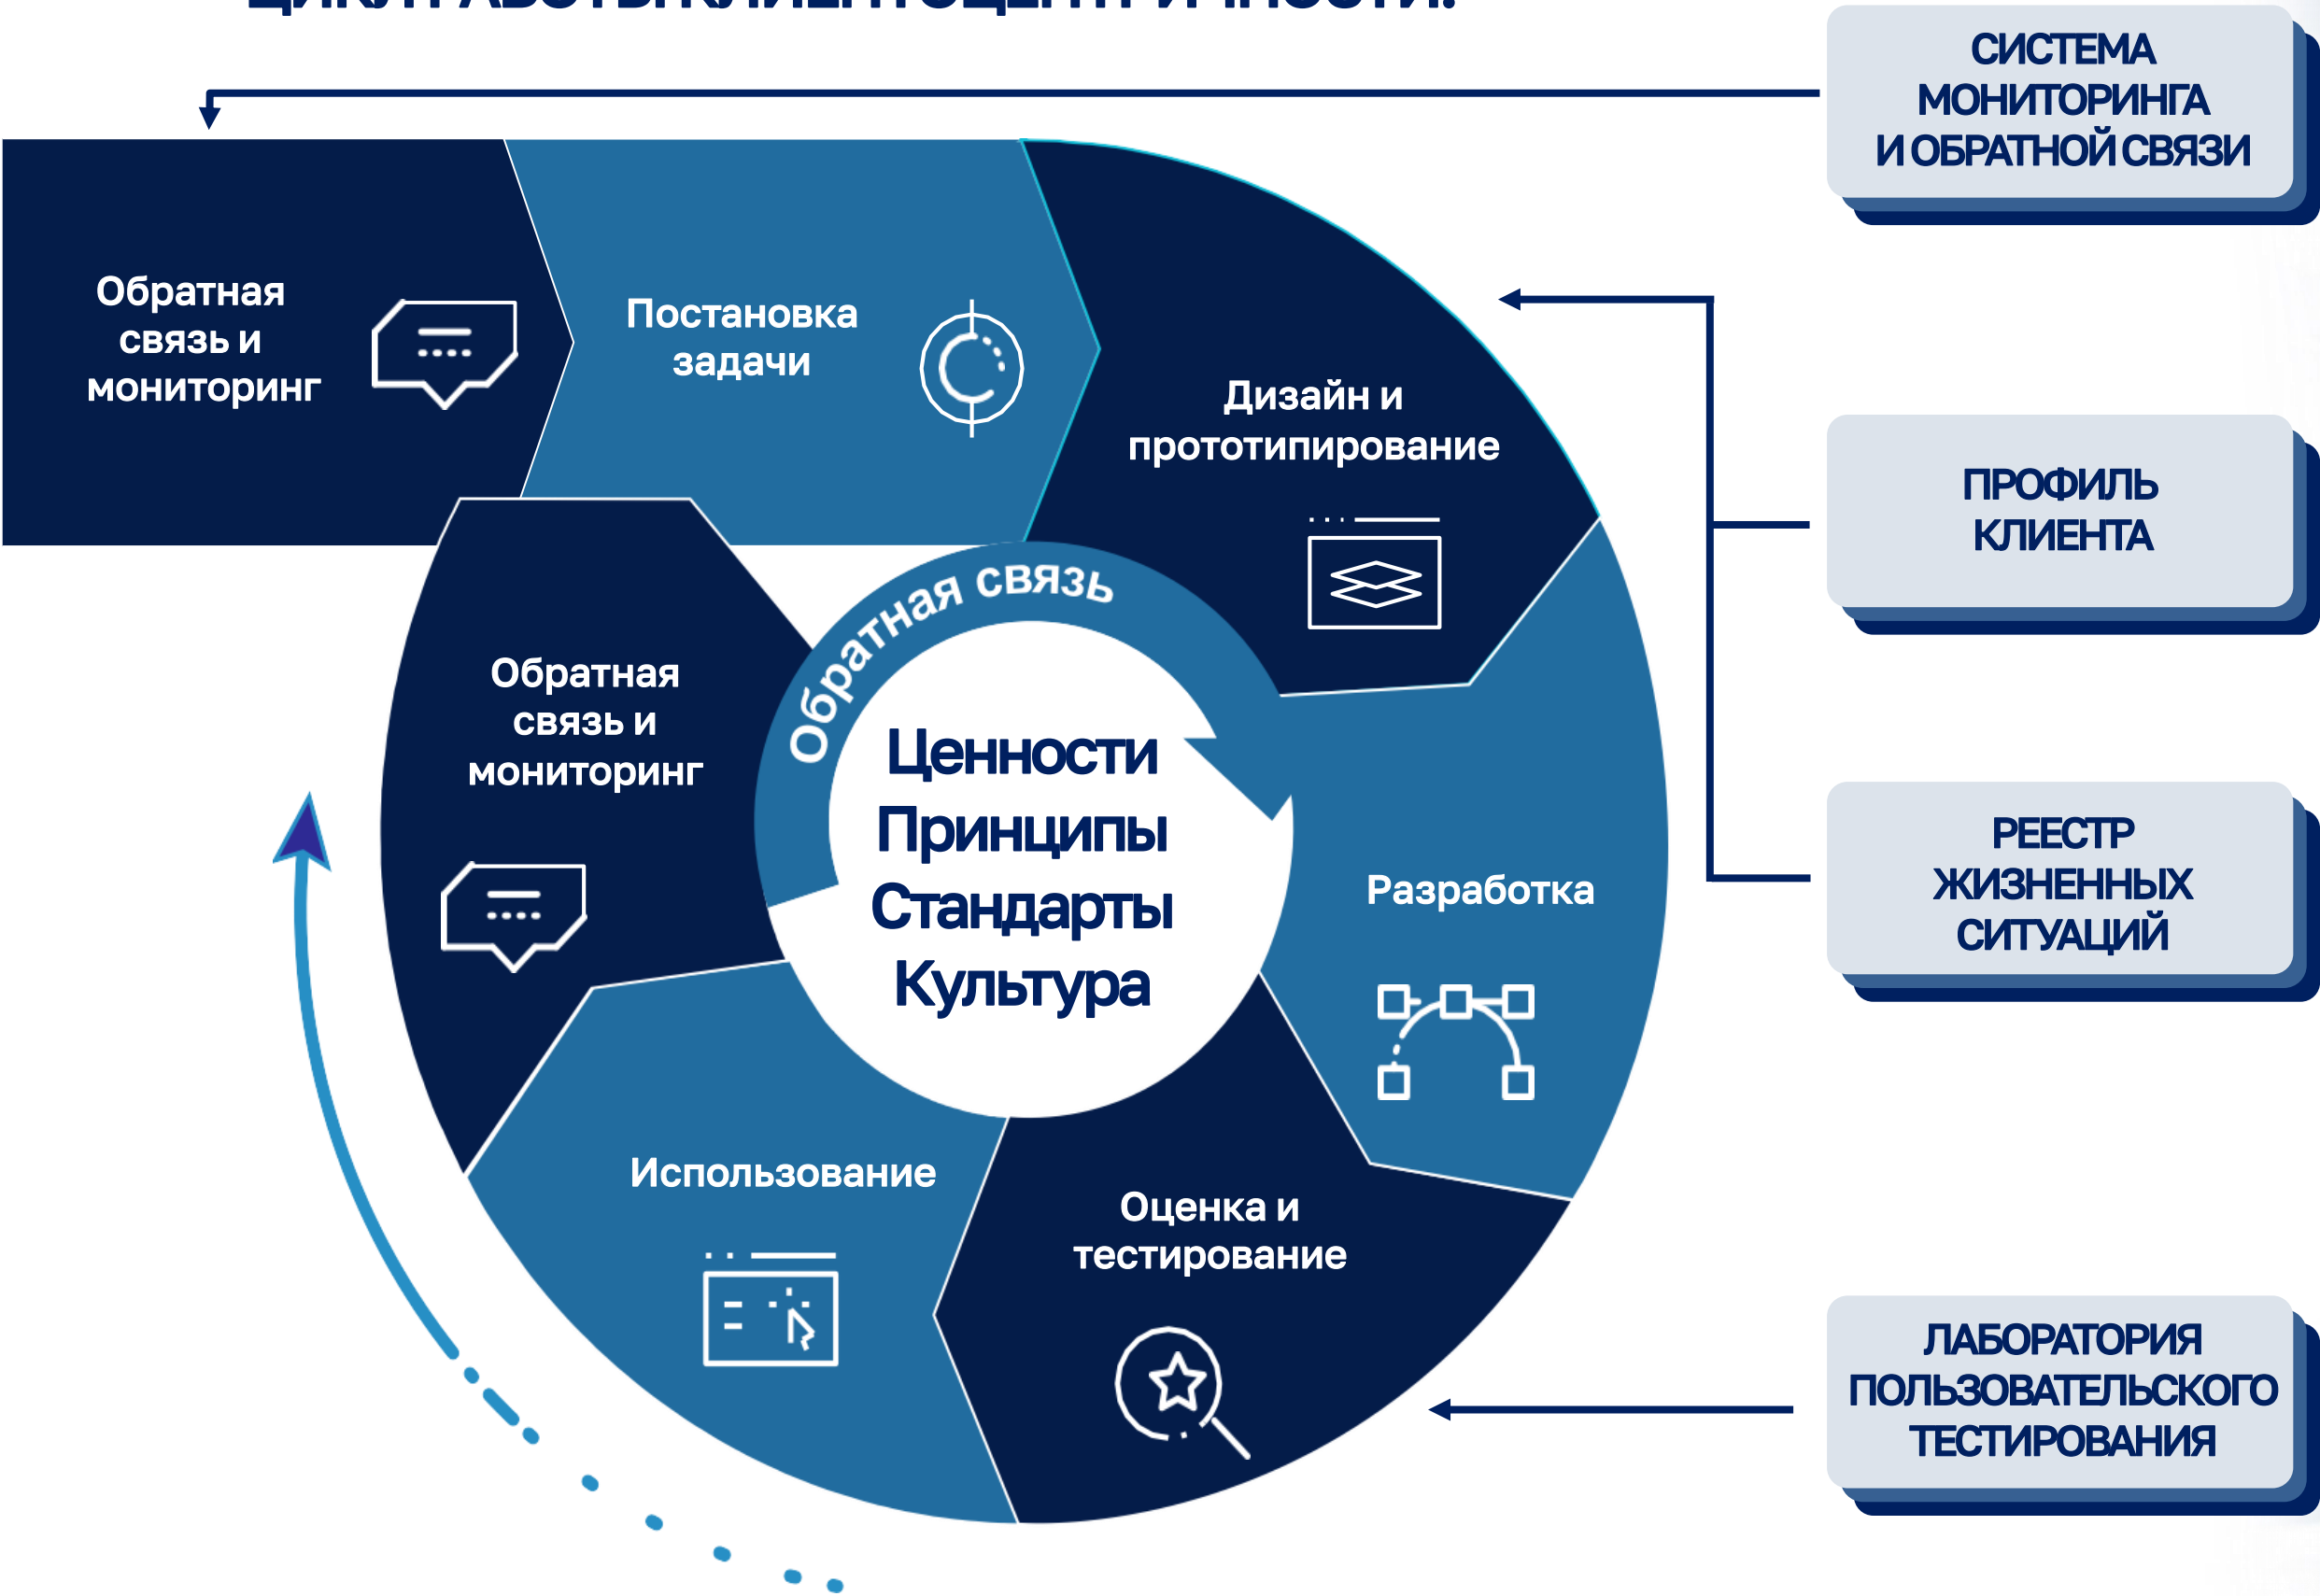 СИСТЕМА
МОНИТОРИНГА
И ОБРАТНОЙ СВЯЗИ
Обратная
связь и
мониторинг
Постановка
задачи
Дизайн и
прототипирование
ПРОФИЛЬ
КЛИЕНТА
Обратная связь
Обратная
связь и
мониторинг
Ценности
Принципы
Стандарты
Культура
Разработка
РЕЕСТР
ЖИЗНЕННЫХ
СИТУАЦИЙ
Использование
Оценка и
тестирование
ЛАБОРАТОРИЯ
ПОЛЬЗОВАТЕЛЬСКОГО
ТЕСТИРОВАНИЯ